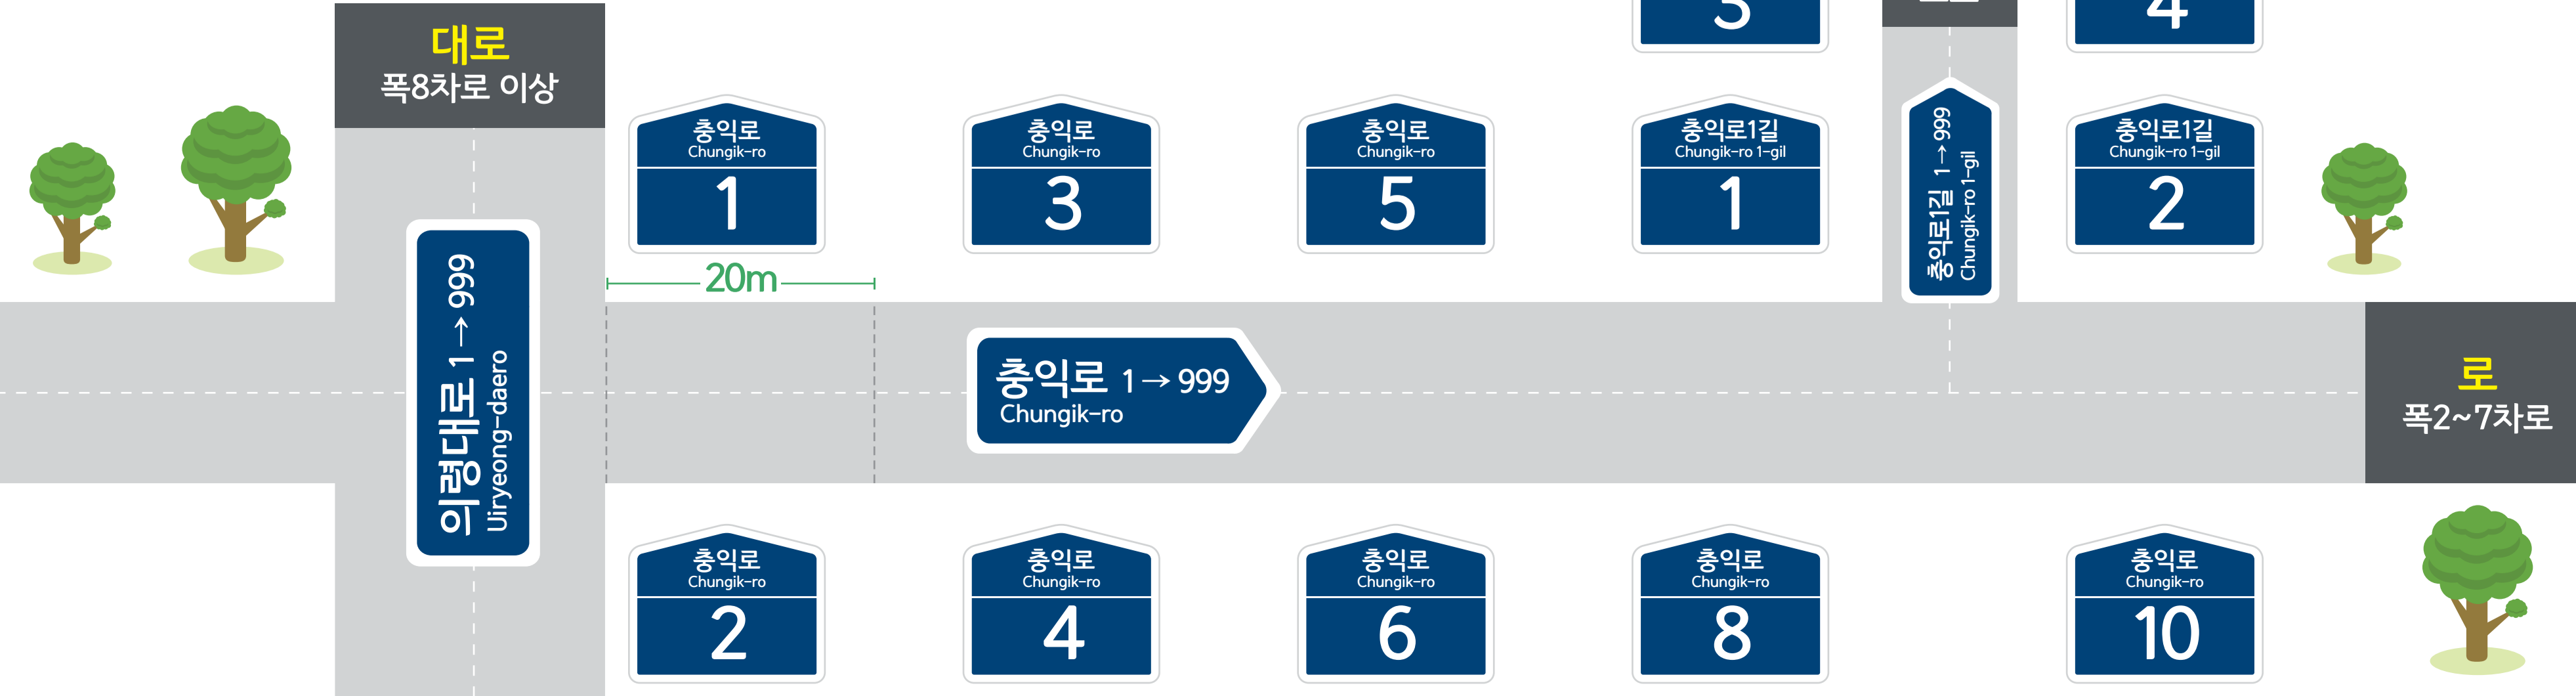 3
4
대로
폭8차로 이상
충익로
Chungik-ro
1
충익로
Chungik-ro
3
충익로
Chungik-ro
5
충익로1길
Chungik-ro 1-gil
1
충익로1길 1→999
Chungik-ro 1-gil
충익로1길
Chungik-ro 1-gil
2
20m
의령대로 1→999
Uiryeong-daero
충익로 1→999
Chungik-ro
로
폭2~7차로
충익로
Chungik-ro
2
충익로
Chungik-ro
4
충익로
Chungik-ro
6
충익로
Chungik-ro
8
충익로
Chungik-ro
10